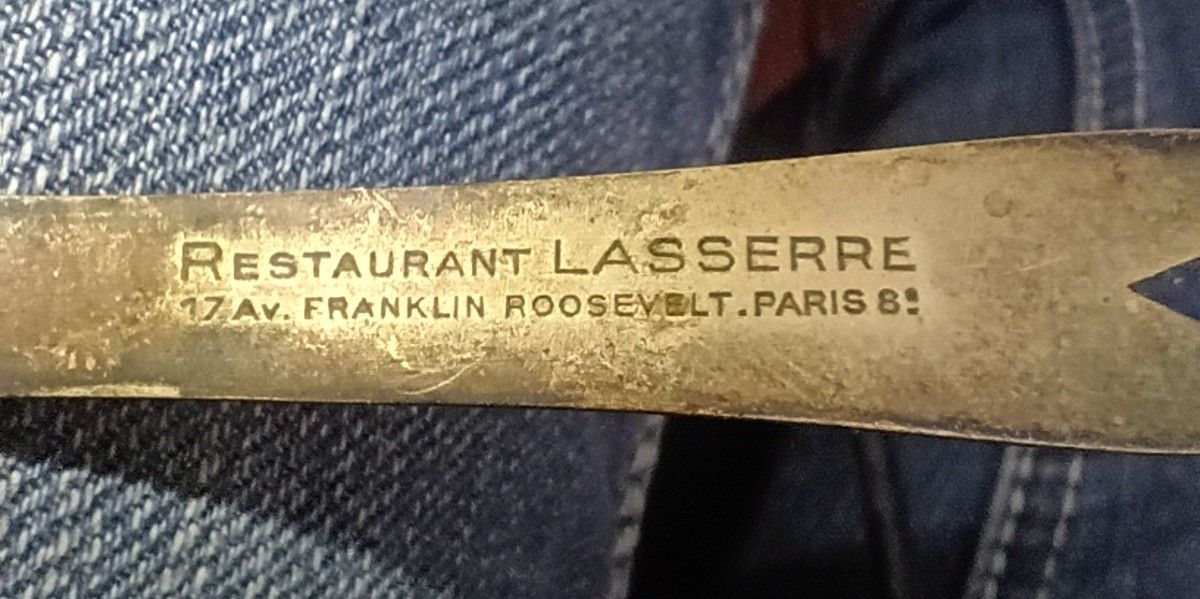 RESTAURANT LASSERRE
17 AV. FRANKLIN ROOSEVELT. PARIS 8e